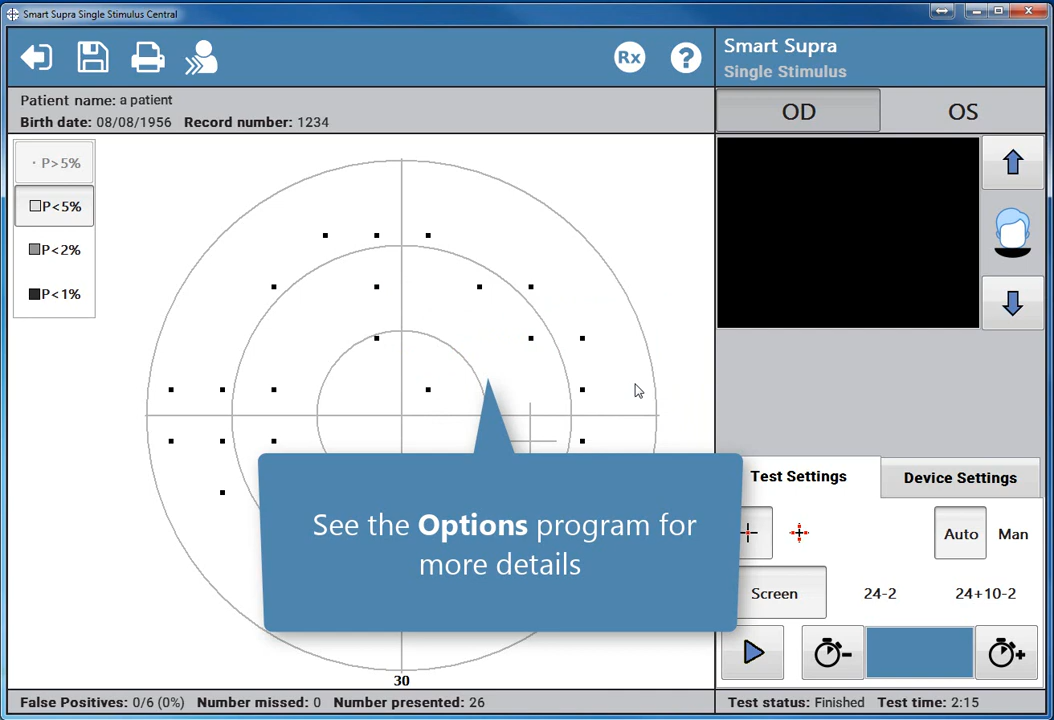 Smart Supra Single Stimulus Central
Rx
?
Smart Supra
Single Stimulus
Patient name: a patient
Birth date: 08/08/1956 Record number: 1234
OD
OS
P>5%
P<5%
P<2%
P<1%
See the Options program for
more details
Test Settings
Device Settings
Auto
Man
Screen
24-2
24+10-2
30
False Positives: 0/6 (0%) Number missed: 0 Number presented: 26
Test status: Finished Test time: 2:15